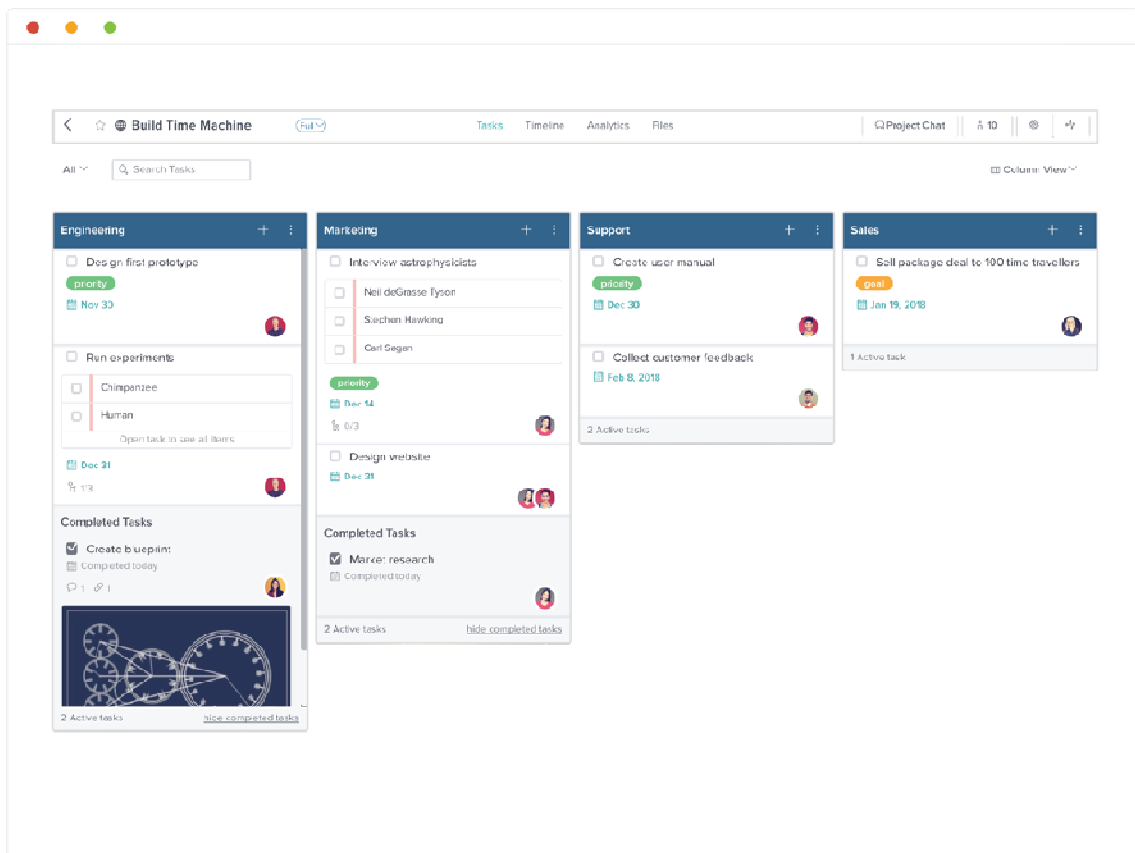 Build Time Machine
Full
Tasks Timeline Analytics Files
Project Chat
10
All
Search Tasks
Column View
Engineering
Design first prototype
priority
Nov 30
Run experiments
Chimpanzee
Human
Open task to see all items
Dec 21
1/3
Completed Tasks
Create blueprint
Completed today
1 1
2 Active tasks hide completed tasks
Marketing
Interview astrophysicists
Neil deGrasse Tyson
Stephen Hawking
Carl Sagan
priority
Dec 14
0/3
Design website
Dec 31
Completed Tasks
Market research
Completed today
2 Active tasks hide completed tasks
Support
Create user manual
priority
Dec 30
Collect customer feedback
Feb 8, 2018
2 Active tasks
Sales
Sell package deal to 100 time travellers
goal
Jan 19, 2018
1 Active task